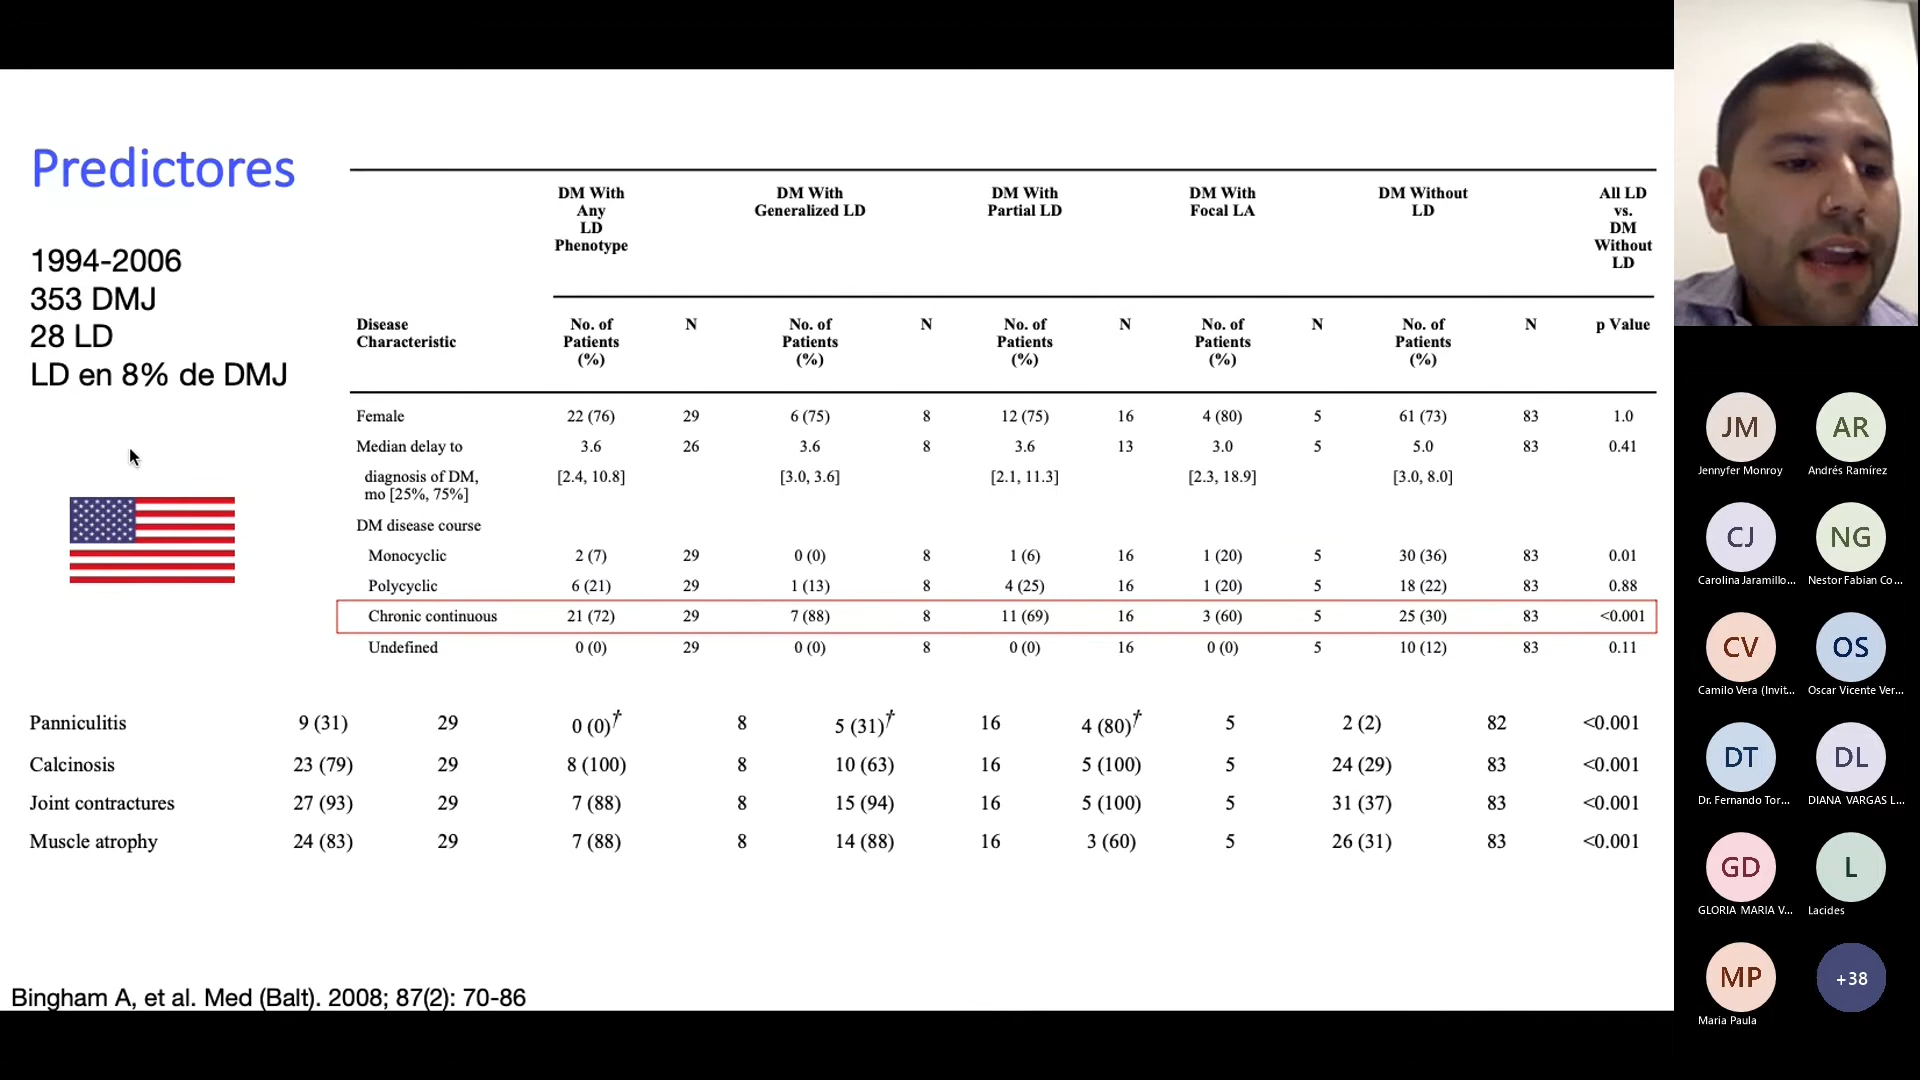 Predictores
1994-2006
353 DMJ
28 LD
LD en 8% de DMJ
DM With Any LD Phenotype DM With Generalized LD DM With Partial LD DM With Focal LA DM Without LD All LD vs. DM Without LD
Disease Characteristic No. of Patients (%) N No. of Patients (%) N No. of Patients (%) N No. of Patients (%) N No. of Patients (%) N p Value
Female 22 (76) 29 6 (75) 8 12 (75) 16 4 (80) 5 61 (73) 83 1.0
Median delay to 3.6 26 3.6 8 3.6 13 3.0 5 5.0 83 0.41
diagnosis of DM, [2.4, 10.8] [3.0, 3.6] [2.1, 11.3] [2.3, 18.9] [3.0, 8.0]
mo [25%, 75%]
DM disease course
Monocyclic 2 (7) 29 0 (0) 8 1 (6) 16 1 (20) 5 30 (36) 83 0.01
Polycyclic 6 (21) 29 1 (13) 8 4 (25) 16 1 (20) 5 18 (22) 83 0.88
Chronic continuous 21 (72) 29 7 (88) 8 11 (69) 16 3 (60) 5 25 (30) 83 <0.001
Undefined 0 (0) 29 0 (0) 8 0 (0) 16 0 (0) 5 10 (12) 83 0.11
Panniculitis 9 (31) 29 0 (0)† 8 5 (31)† 16 4 (80)† 5 2 (2) 82 <0.001
Calcinosis 23 (79) 29 8 (100) 8 10 (63) 16 5 (100) 5 24 (29) 83 <0.001
Joint contractures 27 (93) 29 7 (88) 8 15 (94) 16 5 (100) 5 31 (37) 83 <0.001
Muscle atrophy 24 (83) 29 7 (88) 8 14 (88) 16 3 (60) 5 26 (31) 83 <0.001
Bingham A, et al. Med (Balt). 2008; 87(2): 70-86
JM AR
Jennyfer Monroy Andrés Ramírez
CJ NG
Carolina Jaramillo... Nestor Fabian Co...
CV OS
Camilo Vera (Invit... Oscar Vicente Ver...
DT DL
Dr. Fernando Tor... DIANA VARGAS L...
GD L
GLORIA MARIA V... Lacides
MP +38
Maria Paula